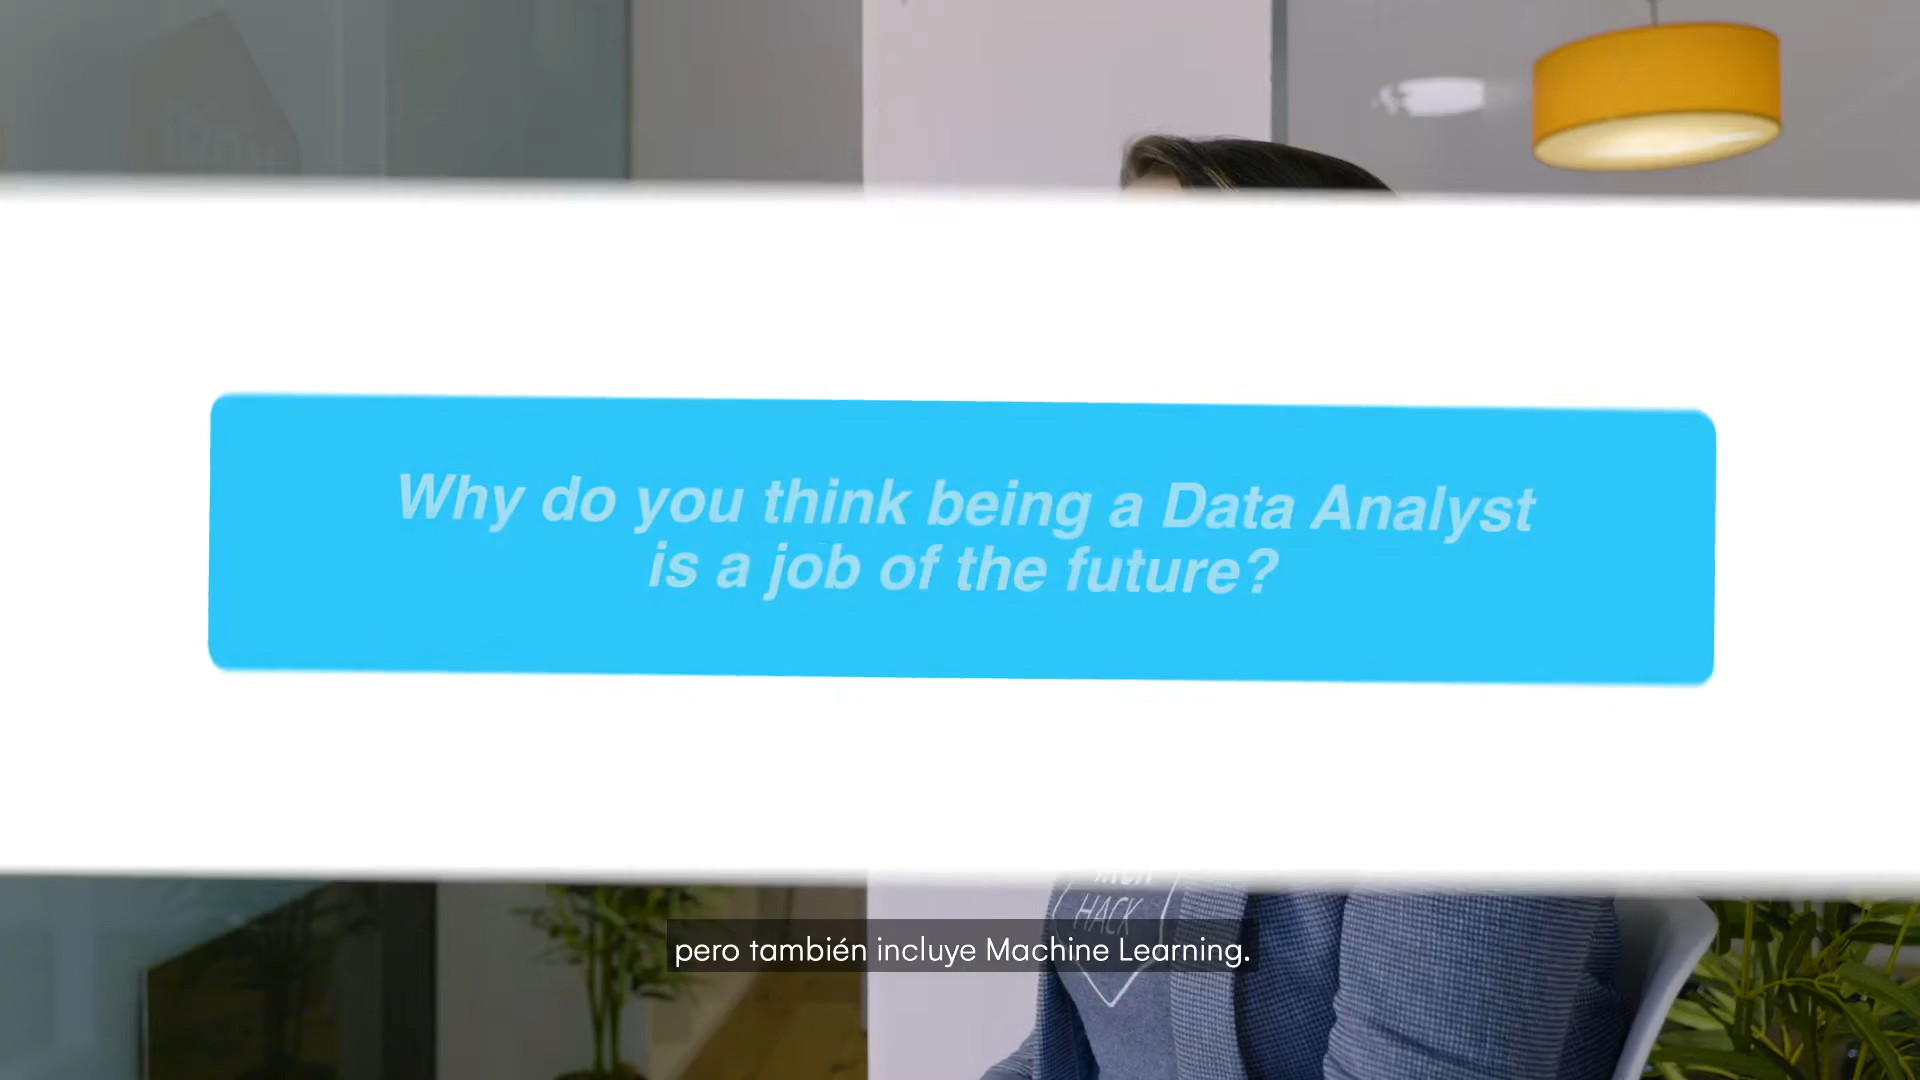 Why do you think being a Data Analyst
is a job of the future?
HACK
pero también incluye Machine Learning.